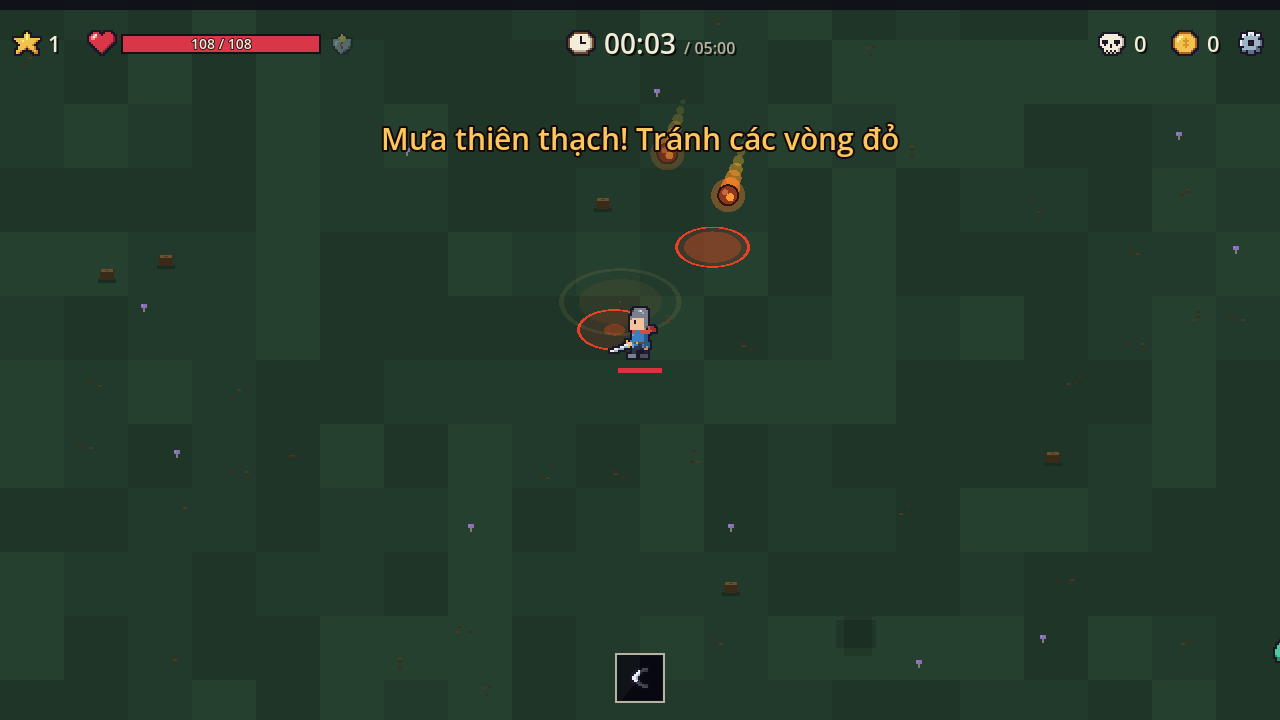 1
108 / 108
00:03 / 05:00
0
0
Mưa thiên thạch! Tránh các vòng đỏ